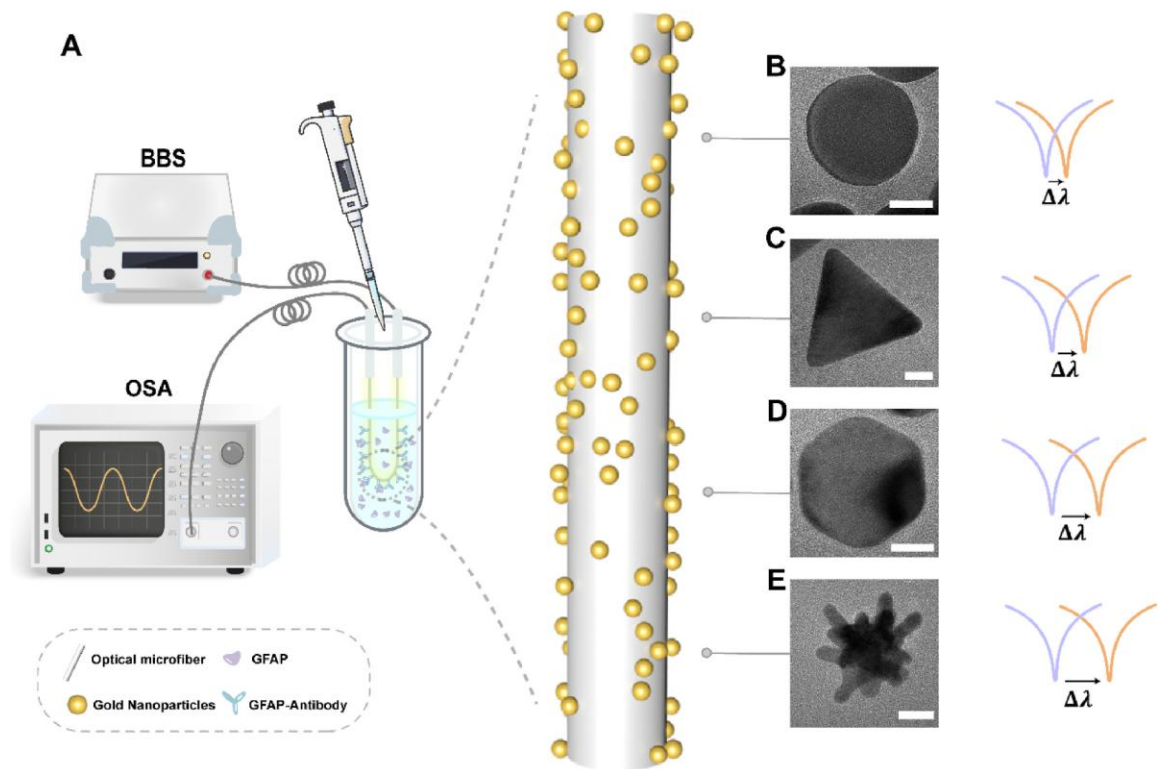 A
BBS
OSA
Optical microfiber
GFAP
Gold Nanoparticles
GFAP-Antibody
B
Δλ
C
Δλ
D
Δλ
E
Δλ